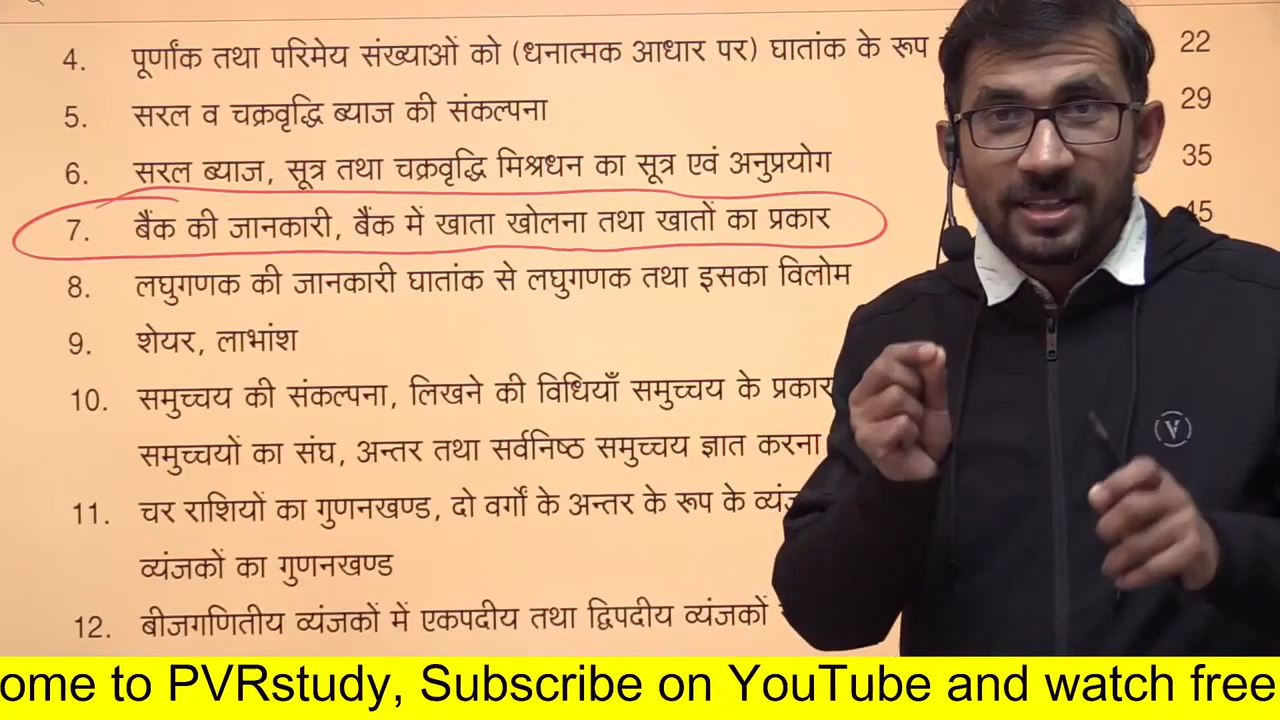 4. पूर्णांक तथा परिमेय संख्याओं को (धनात्मक आधार पर) घातांक के रूप 22
5. सरल व चक्रवृद्धि ब्याज की संकल्पना 29
6. सरल ब्याज, सूत्र तथा चक्रवृद्धि मिश्रधन का सूत्र एवं अनुप्रयोग 35
7. बैंक की जानकारी, बैंक में खाता खोलना तथा खातों का प्रकार 45
8. लघुगणक की जानकारी घातांक से लघुगणक तथा इसका विलोम
9. शेयर, लाभांश
10. समुच्चय की संकल्पना, लिखने की विधियाँ समुच्चय के प्रकार
समुच्चयों का संघ, अन्तर तथा सर्वनिष्ठ समुच्चय ज्ञात करना
11. चर राशियों का गुणनखण्ड, दो वर्गों के अन्तर के रूप के
व्यंजकों का गुणनखण्ड
12. बीजगणितीय व्यंजकों में एकपदीय तथा द्विपदीय व्यंजकों
ome to PVRstudy, Subscribe on YouTube and watch free
V